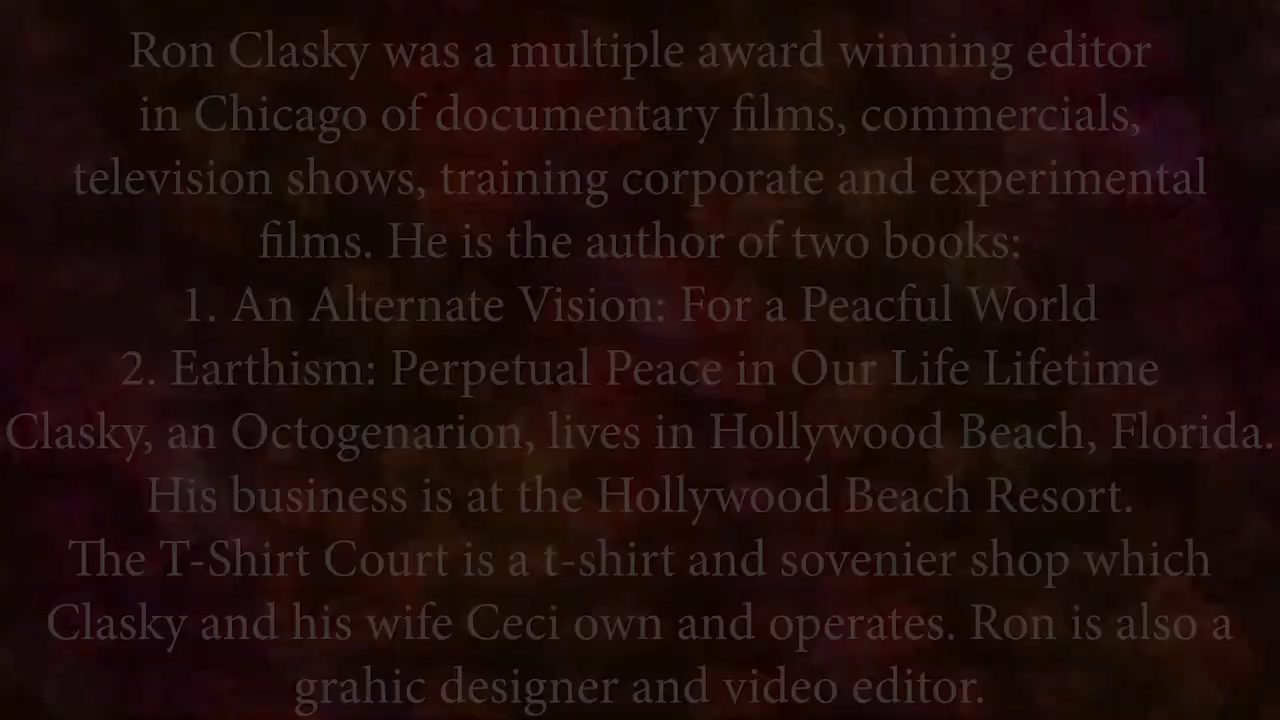 Ron Clasky was a multiple award winning editor
in Chicago of documentary films, commercials,
television shows, training corporate and experimental
films. He is the author of two books:
1. An Alternate Vision: For a Peacful World
2. Earthism: Perpetual Peace in Our Life Lifetime
Clasky, an Octogenarion, lives in Hollywood Beach, Florida.
His business is at the Hollywood Beach Resort.
The T-Shirt Court is a t-shirt and sovenier shop which
Clasky and his wife Ceci own and operates. Ron is also a
grahic designer and video editor.